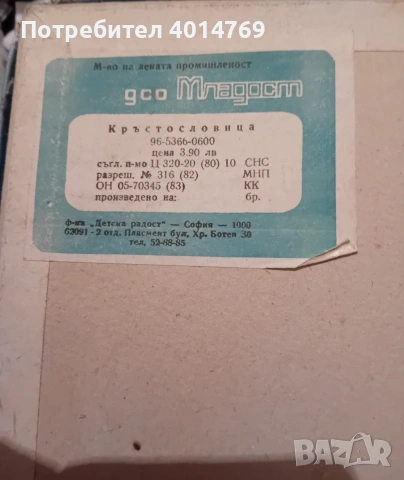 Потребител 4014769
М-во на леката промишленост
дсо Младост
Кръстословица
96-5366-0600
цена 3.90 лв
съгл. п-мо Ц 320-20 (80) 10 СНС
разреш. № 316 (82) МНП
ОН 05-70345 (83) КК
произведено на: бр.
ф-ка „Детска радост" — София — 1000
62091 - 2 отд. Пласмент бул. Хр. Ботев 30
тел. 52-88-85
BAZAR